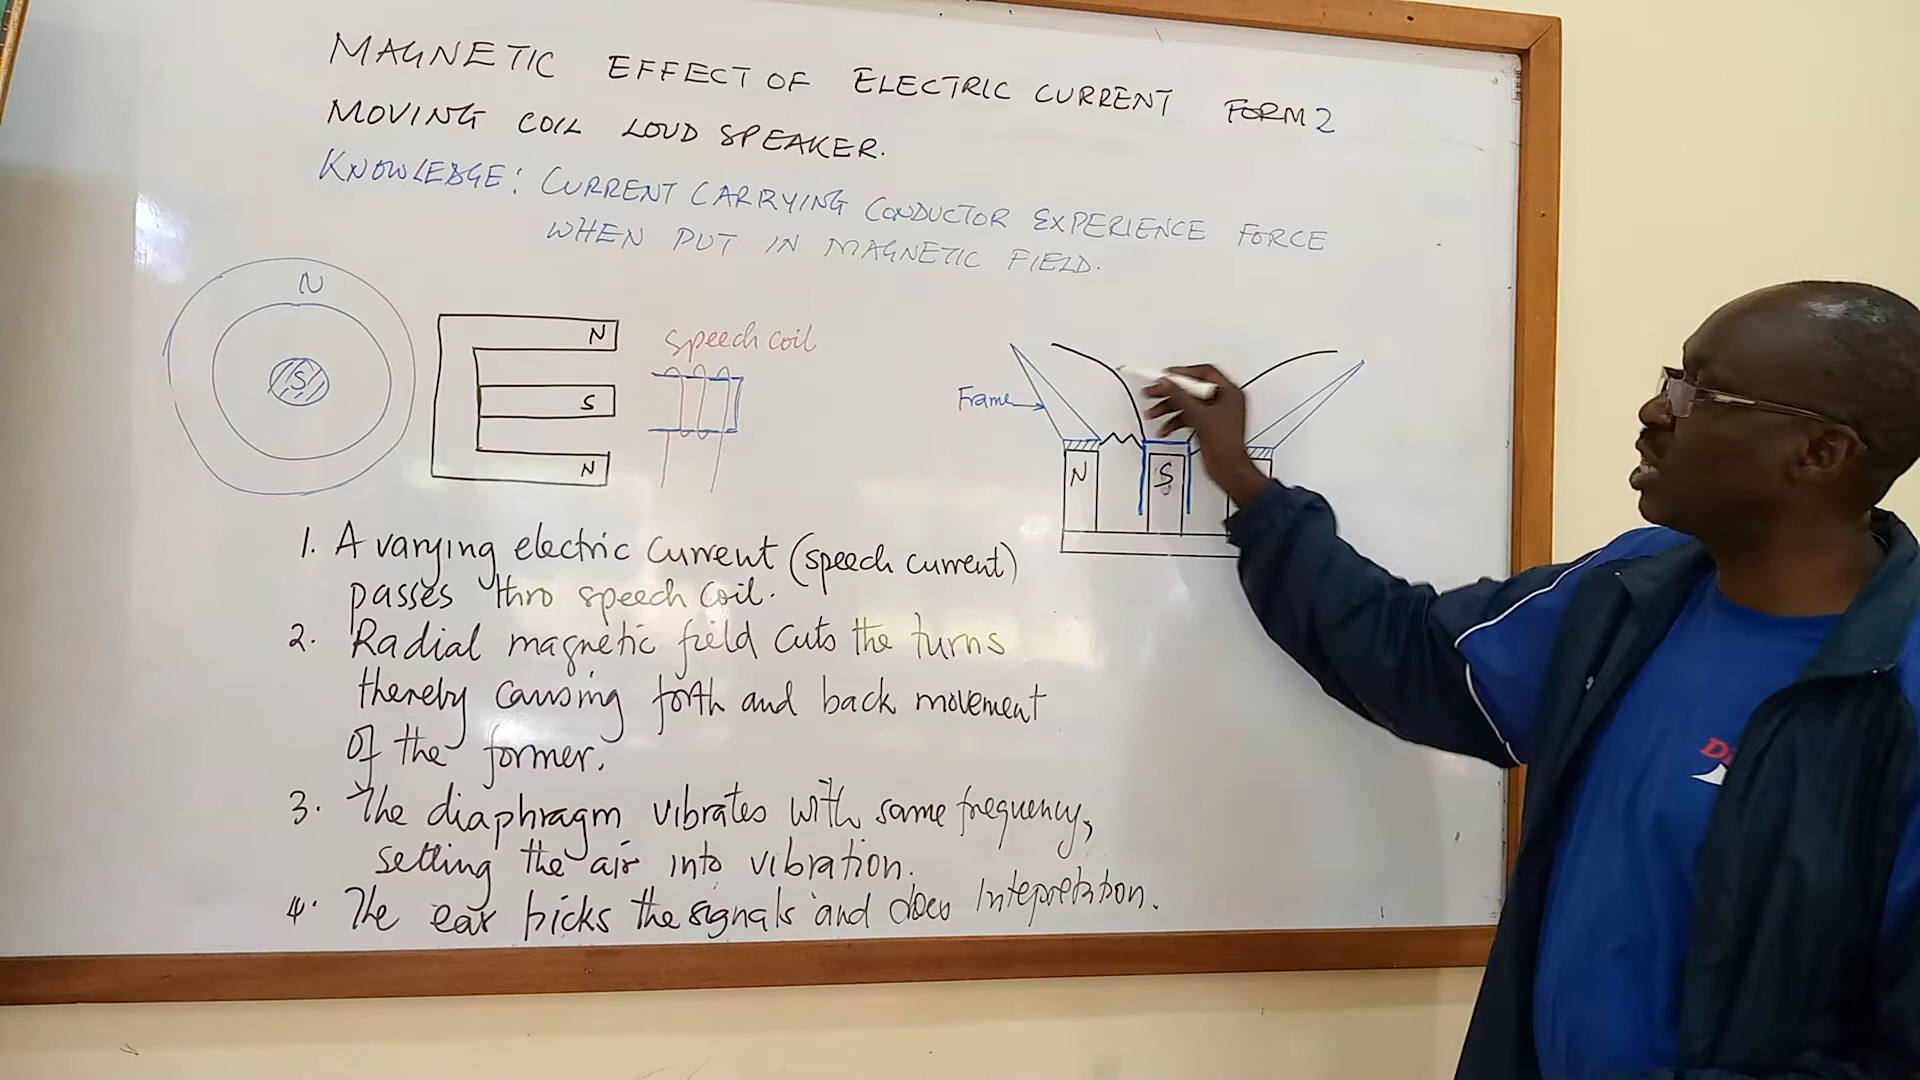 MAGNETIC EFFECT OF ELECTRIC CURRENT FORM 2
MOVING COIL LOUD SPEAKER.
KNOWLEDGE: CURRENT CARRYING CONDUCTOR EXPERIENCE FORCE
WHEN PUT IN MAGNETIC FIELD.
N
S
N
S
N
speech coil
Frame
N
S
1. A varying electric current (speech current)
passes thro speech coil.
2. Radial magnetic field cuts the turns
thereby causing forth and back movement
of the former.
3. The diaphragm vibrates with same frequency,
setting the air into vibration.
4. The ear picks the signals and does Intepretation.